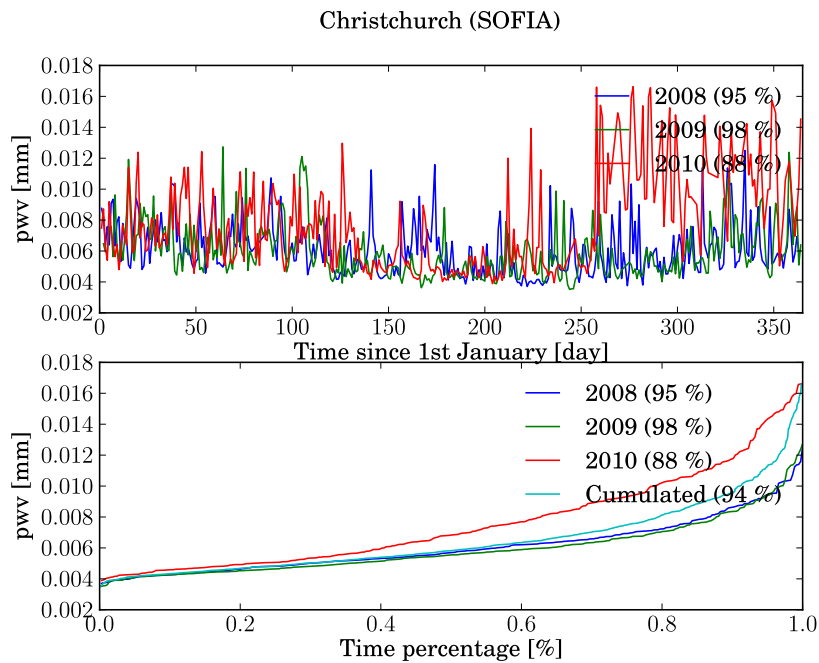 Christchurch (SOFIA)
0.018
0.016
0.014
0.012
0.010
0.008
0.006
0.004
0.002
pwv [mm]
2008 (95 %)
2009 (98 %)
2010 (88 %)
0 50 100 150 200 250 300 350
Time since 1st January [day]
0.018
0.016
0.014
0.012
0.010
0.008
0.006
0.004
0.002
pwv [mm]
2008 (95 %)
2009 (98 %)
2010 (88 %)
Cumulated (94 %)
0.0 0.2 0.4 0.6 0.8 1.0
Time percentage [%]